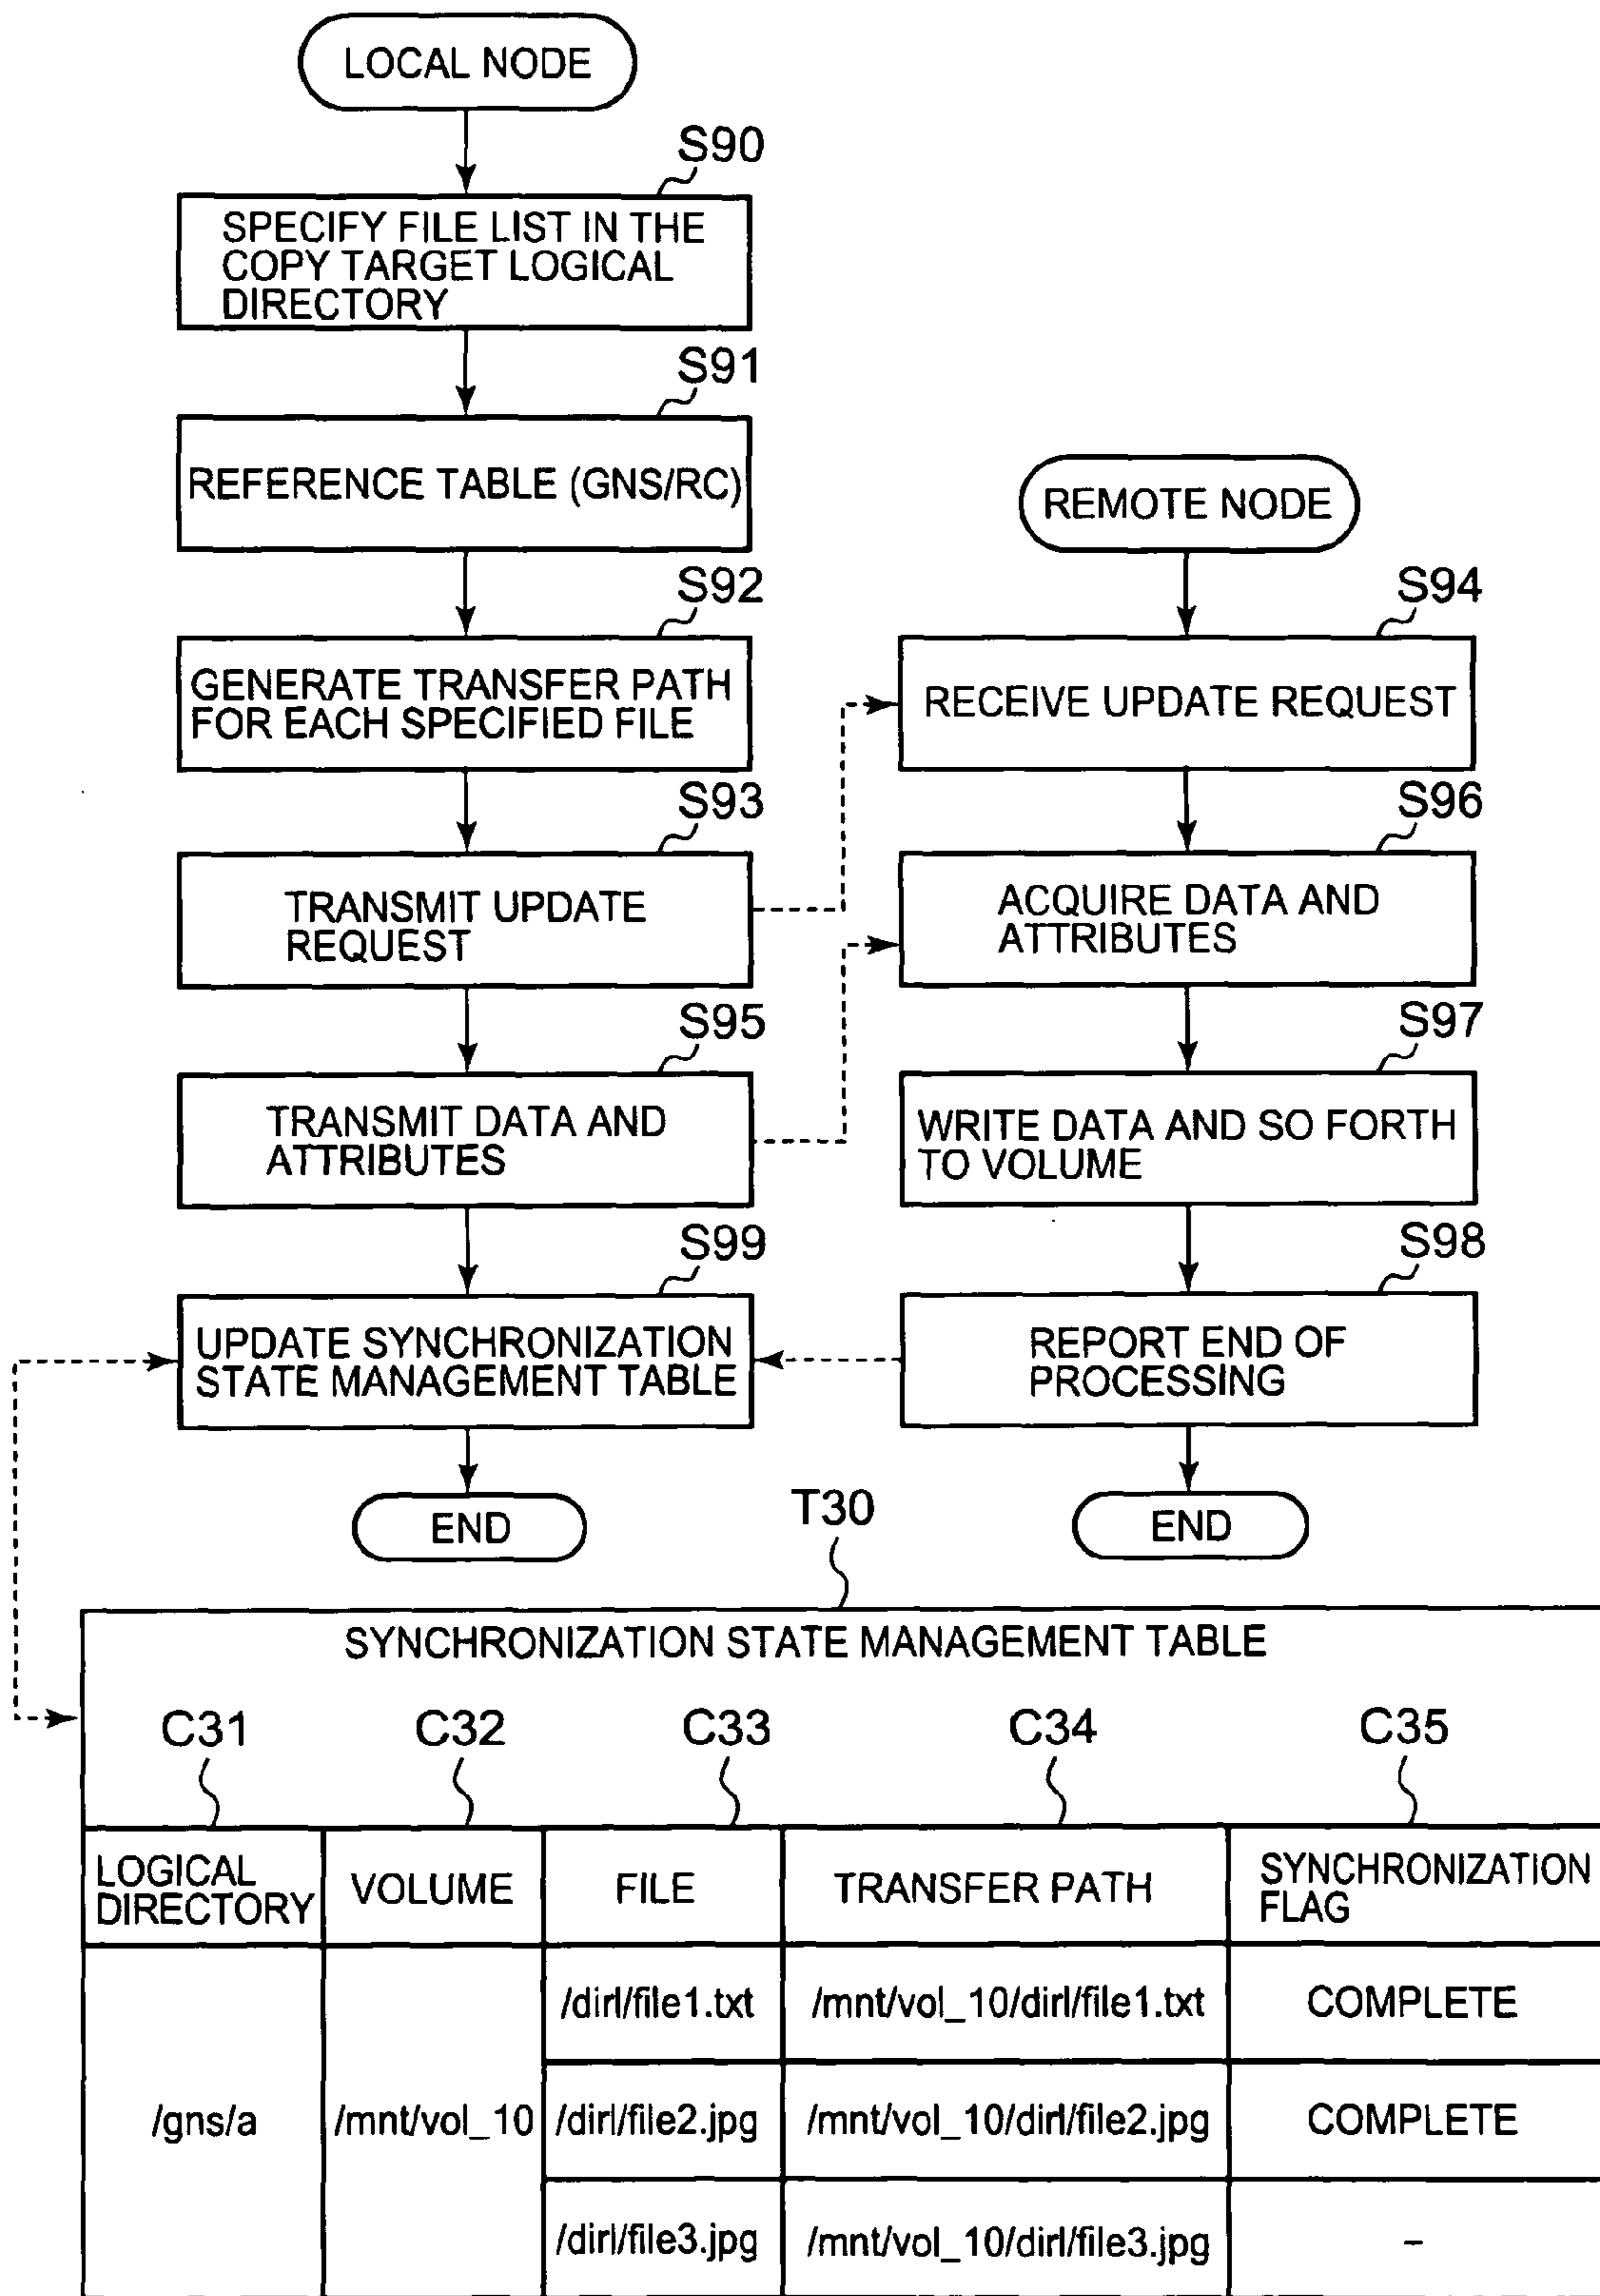 LOCAL NODE
S90
SPECIFY FILE LIST IN THE
COPY TARGET LOGICAL
DIRECTORY
S91
REFERENCE TABLE (GNS/RC)
S92
GENERATE TRANSFER PATH
FOR EACH SPECIFIED FILE
S93
TRANSMIT UPDATE
REQUEST
S95
TRANSMIT DATA AND
ATTRIBUTES
S99
UPDATE SYNCHRONIZATION
STATE MANAGEMENT TABLE
END
REMOTE NODE
S94
RECEIVE UPDATE REQUEST
S96
ACQUIRE DATA AND
ATTRIBUTES
S97
WRITE DATA AND SO FORTH
TO VOLUME
S98
REPORT END OF
PROCESSING
END
T30
SYNCHRONIZATION STATE MANAGEMENT TABLE
C31 C32 C33 C34 C35
LOGICAL
DIRECTORY
VOLUME
FILE
TRANSFER PATH
SYNCHRONIZATION
FLAG
/gns/a
/mnt/vol_10
/dirl/file1.txt /mnt/vol_10/dirl/file1.txt COMPLETE
/dirl/file2.jpg /mnt/vol_10/dirl/file2.jpg COMPLETE
/dirl/file3.jpg /mnt/vol_10/dirl/file3.jpg –